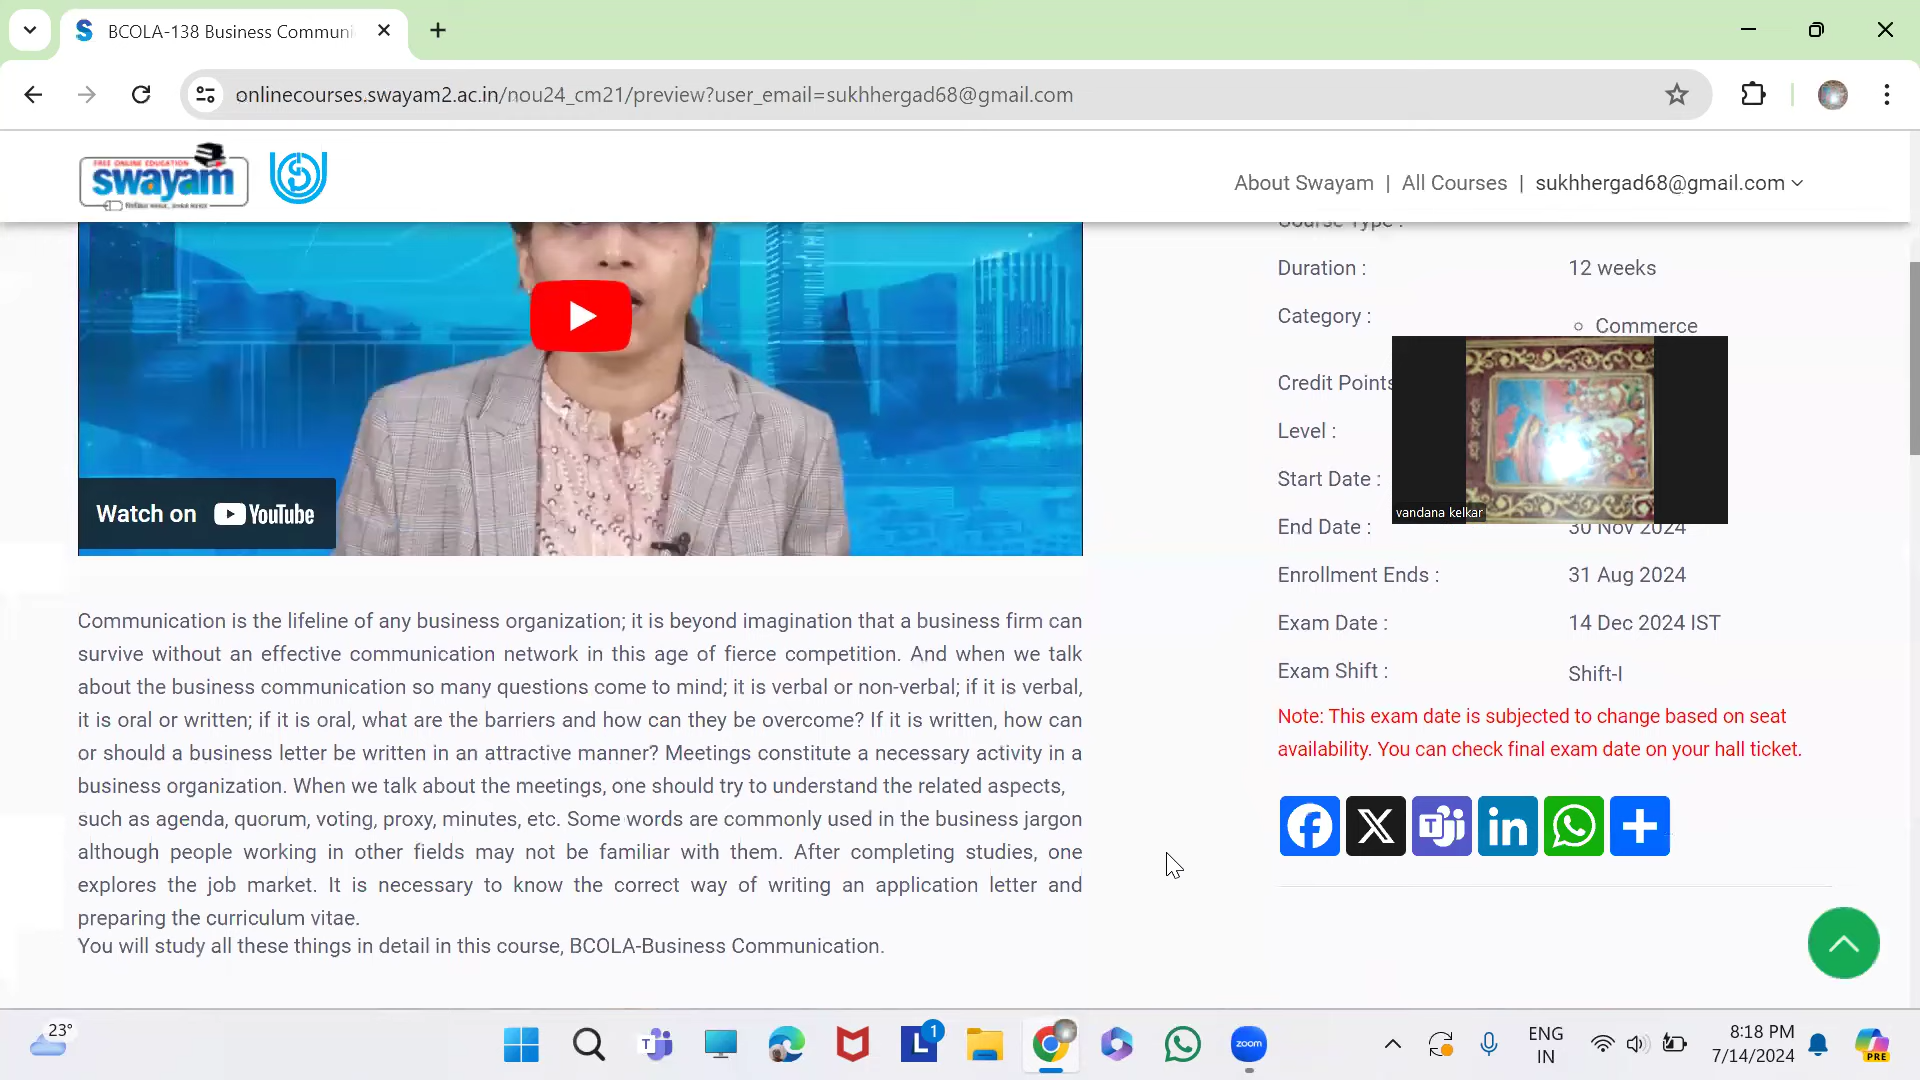 BCOLA-138 Business Communi
onlinecourses.swayam2.ac.in/nou24_cm21/preview?user_email=sukhhergad68@gmail.com
FREE ONLINE EDUCATION
swayam
About Swayam | All Courses | sukhhergad68@gmail.com
Course Type :
Duration : 12 weeks
Category : Commerce
Credit Points
Level :
Start Date :
vandana kelkar
End Date : 30 Nov 2024
Enrollment Ends : 31 Aug 2024
Exam Date : 14 Dec 2024 IST
Exam Shift : Shift-I
Note: This exam date is subjected to change based on seat
availability. You can check final exam date on your hall ticket.
Watch on YouTube
Communication is the lifeline of any business organization; it is beyond imagination that a business firm can
survive without an effective communication network in this age of fierce competition. And when we talk
about the business communication so many questions come to mind; it is verbal or non-verbal; if it is verbal,
it is oral or written; if it is oral, what are the barriers and how can they be overcome? If it is written, how can
or should a business letter be written in an attractive manner? Meetings constitute a necessary activity in a
business organization. When we talk about the meetings, one should try to understand the related aspects,
such as agenda, quorum, voting, proxy, minutes, etc. Some words are commonly used in the business jargon
although people working in other fields may not be familiar with them. After completing studies, one
explores the job market. It is necessary to know the correct way of writing an application letter and
preparing the curriculum vitae.
You will study all these things in detail in this course, BCOLA-Business Communication.
23°
L 1
zoom
ENG
IN
8:18 PM
7/14/2024
PRE